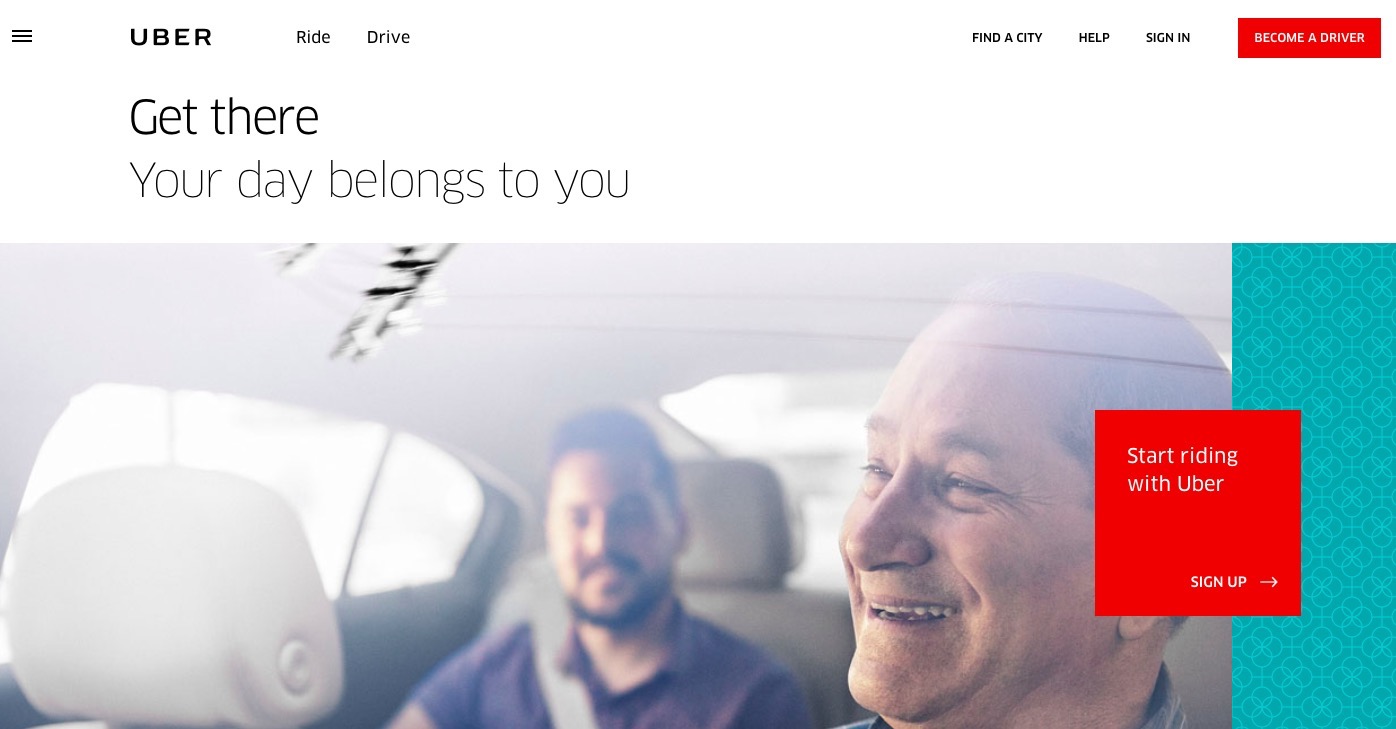 UBER
Ride
Drive
FIND A CITY
HELP
SIGN IN
BECOME A DRIVER
Get there
Your day belongs to you
Start riding
with Uber
SIGN UP